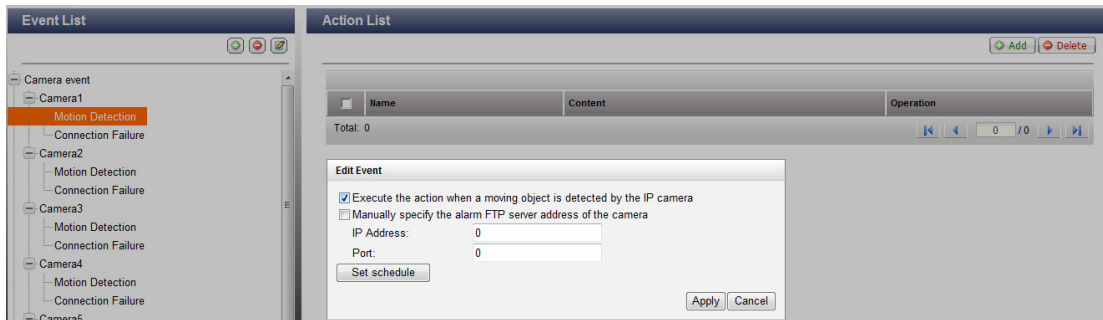 Event List
Camera event
Camera1
Motion Detection
Connection Failure
Camera2
Motion Detection
Connection Failure
Camera3
Motion Detection
Connection Failure
Camera4
Motion Detection
Connection Failure
Camera5
Action List
Add Delete
Name Content Operation
Total: 0 0 / 0
Edit Event
Execute the action when a moving object is detected by the IP camera
Manually specify the alarm FTP server address of the camera
IP Address: 0
Port: 0
Set schedule
Apply Cancel